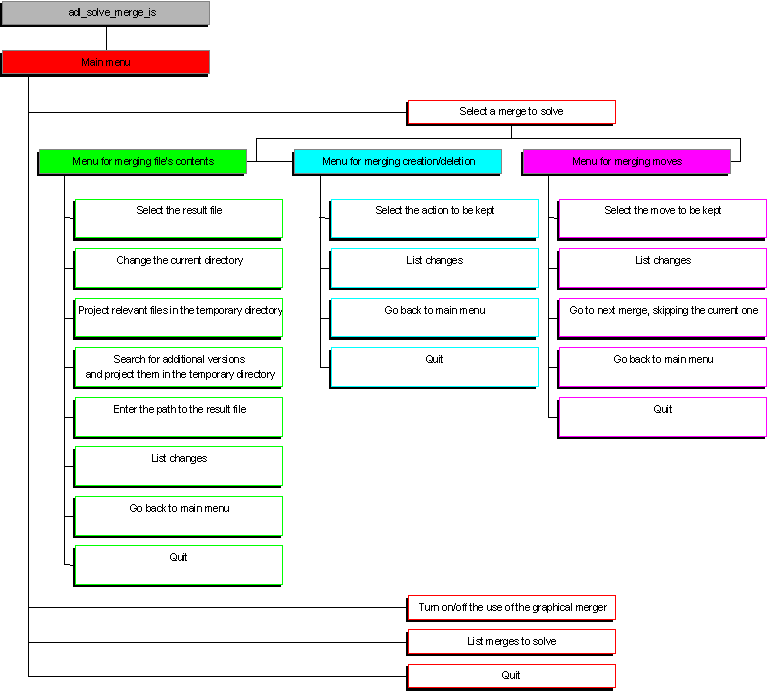 adl_solve_merge_is
Main menu
Select a merge to solve
Menu for merging file's contents
Menu for merging creation/deletion
Menu for merging moves
Select the result file
Change the current directory
Project relevant files in the temporary directory
Search for additional versions
and project them in the temporary directory
Enter the path to the result file
List changes
Go back to main menu
Quit
Select the action to be kept
List changes
Go back to main menu
Quit
Select the move to be kept
List changes
Go to next merge, skipping the current one
Go back to main menu
Quit
Turn on/off the use of the graphical merger
List merges to solve
Quit